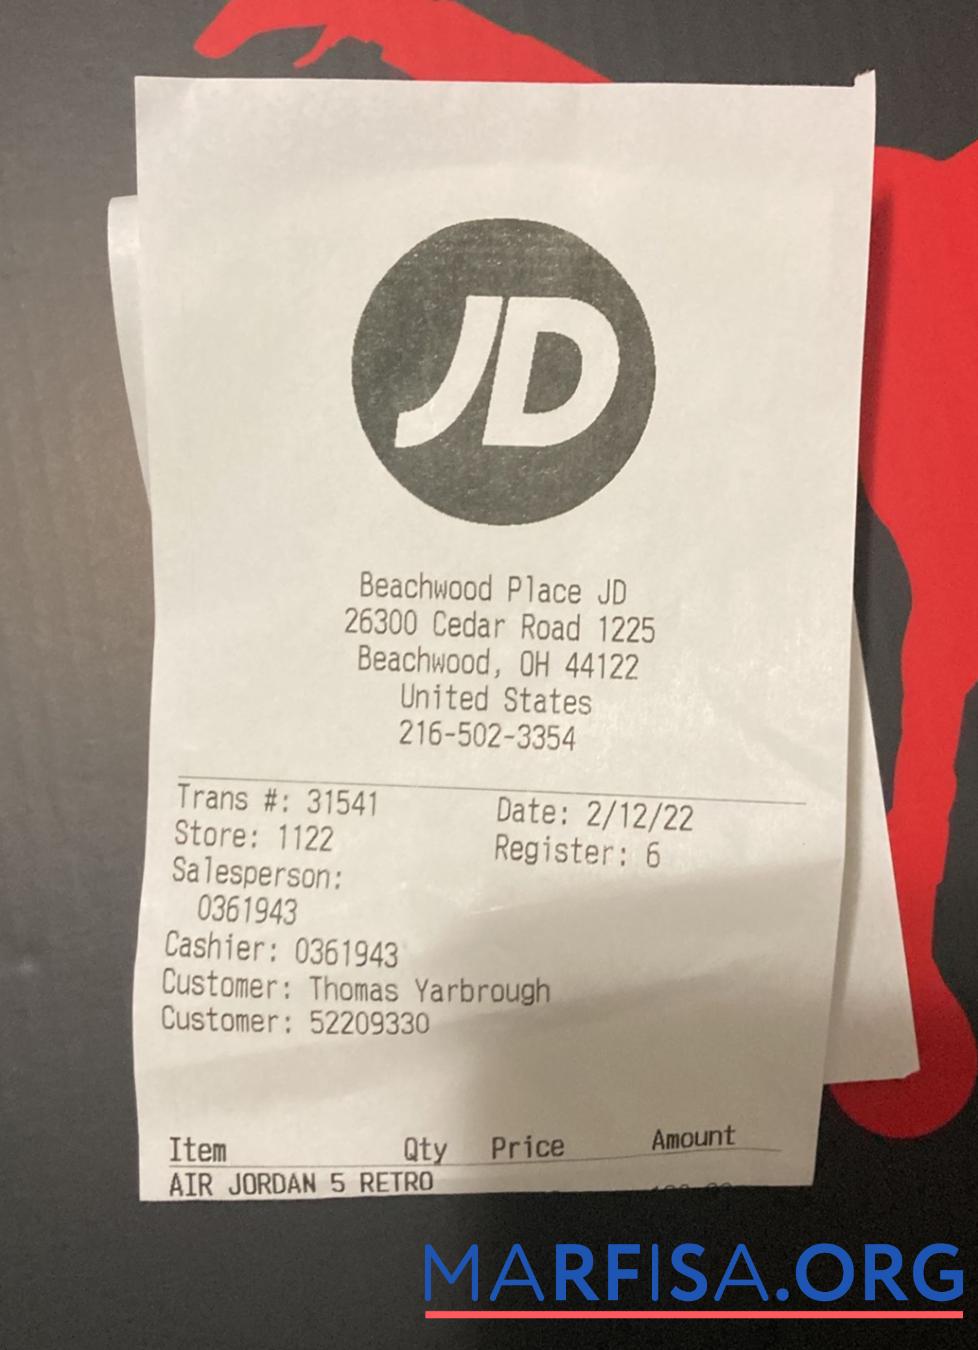 JD
Beachwood Place JD
26300 Cedar Road 1225
Beachwood, OH 44122
United States
216-502-3354
Trans #: 31541 Date: 2/12/22
Store: 1122 Register: 6
Salesperson:
0361943
Cashier: 0361943
Customer: Thomas Yarbrough
Customer: 52209330
Item Qty Price Amount
AIR JORDAN 5 RETRO
MARFISA.ORG